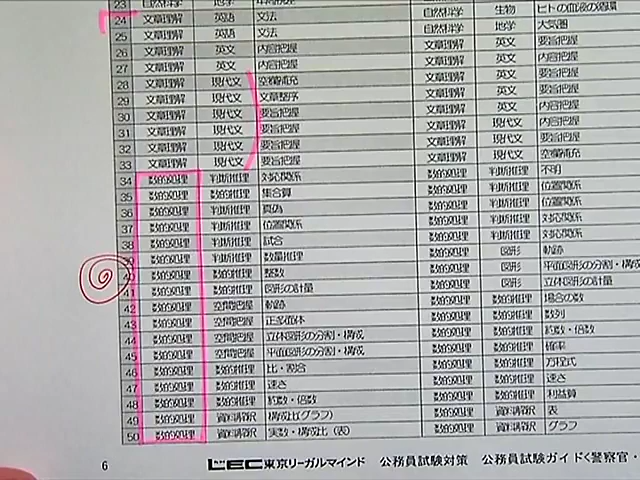 23 自然科学 地学 自然科学 生物 ヒトの血液の循環
24 文章理解 英語 文法 自然科学 地学 大気圏
25 文章理解 英語 文法 文章理解 英文 要旨把握
26 文章理解 英文 内容把握 文章理解 英文 要旨把握
27 文章理解 英文 内容把握 文章理解 英文 内容把握
28 文章理解 現代文 空欄補充 文章理解 英文 要旨把握
29 文章理解 現代文 文章整序 文章理解 英文 内容把握
30 文章理解 現代文 要旨把握 文章理解 現代文 要旨把握
31 文章理解 現代文 要旨把握 文章理解 現代文 要旨把握
32 文章理解 現代文 要旨把握 文章理解 現代文 空欄補充
33 文章理解 現代文 要旨把握 数的処理 判断推理 不明
34 数的処理 判断推理 対応関係 数的処理 判断推理 位置関係
35 数的処理 数的推理 集合算 数的処理 判断推理 位置関係
36 数的処理 判断推理 真偽 数的処理 判断推理 対応関係
37 数的処理 判断推理 位置関係 数的処理 判断推理 対応関係
38 数的処理 判断推理 試合 数的処理 図形 軌跡
39 数的処理 判断推理 数量推理 数的処理 図形 平面図形の分割・構成
40 数的処理 数的推理 整数 数的処理 図形 立体図形の計量
41 数的処理 数的推理 図形の計量 数的処理 数的推理 場合の数
42 数的処理 空間把握 軌跡 数的処理 数的推理 数列
43 数的処理 空間把握 正多面体 数的処理 数的推理 約数・倍数
44 数的処理 空間把握 立体図形の分割・構成 数的処理 数的推理 確率
45 数的処理 空間把握 平面図形の分割・構成 数的処理 数的推理 方程式
46 数的処理 数的推理 比・割合 数的処理 数的推理 速さ
47 数的処理 数的推理 速さ 数的処理 数的推理 利益算
48 数的処理 数的推理 約数・倍数 数的処理 資料解釈 表
49 数的処理 資料解釈 構成比(グラフ) 数的処理 資料解釈 グラフ
50 数的処理 資料解釈 実数・構成比(表)
6 LEC東京リーガルマインド 公務員試験対策 公務員試験ガイド<警察官・